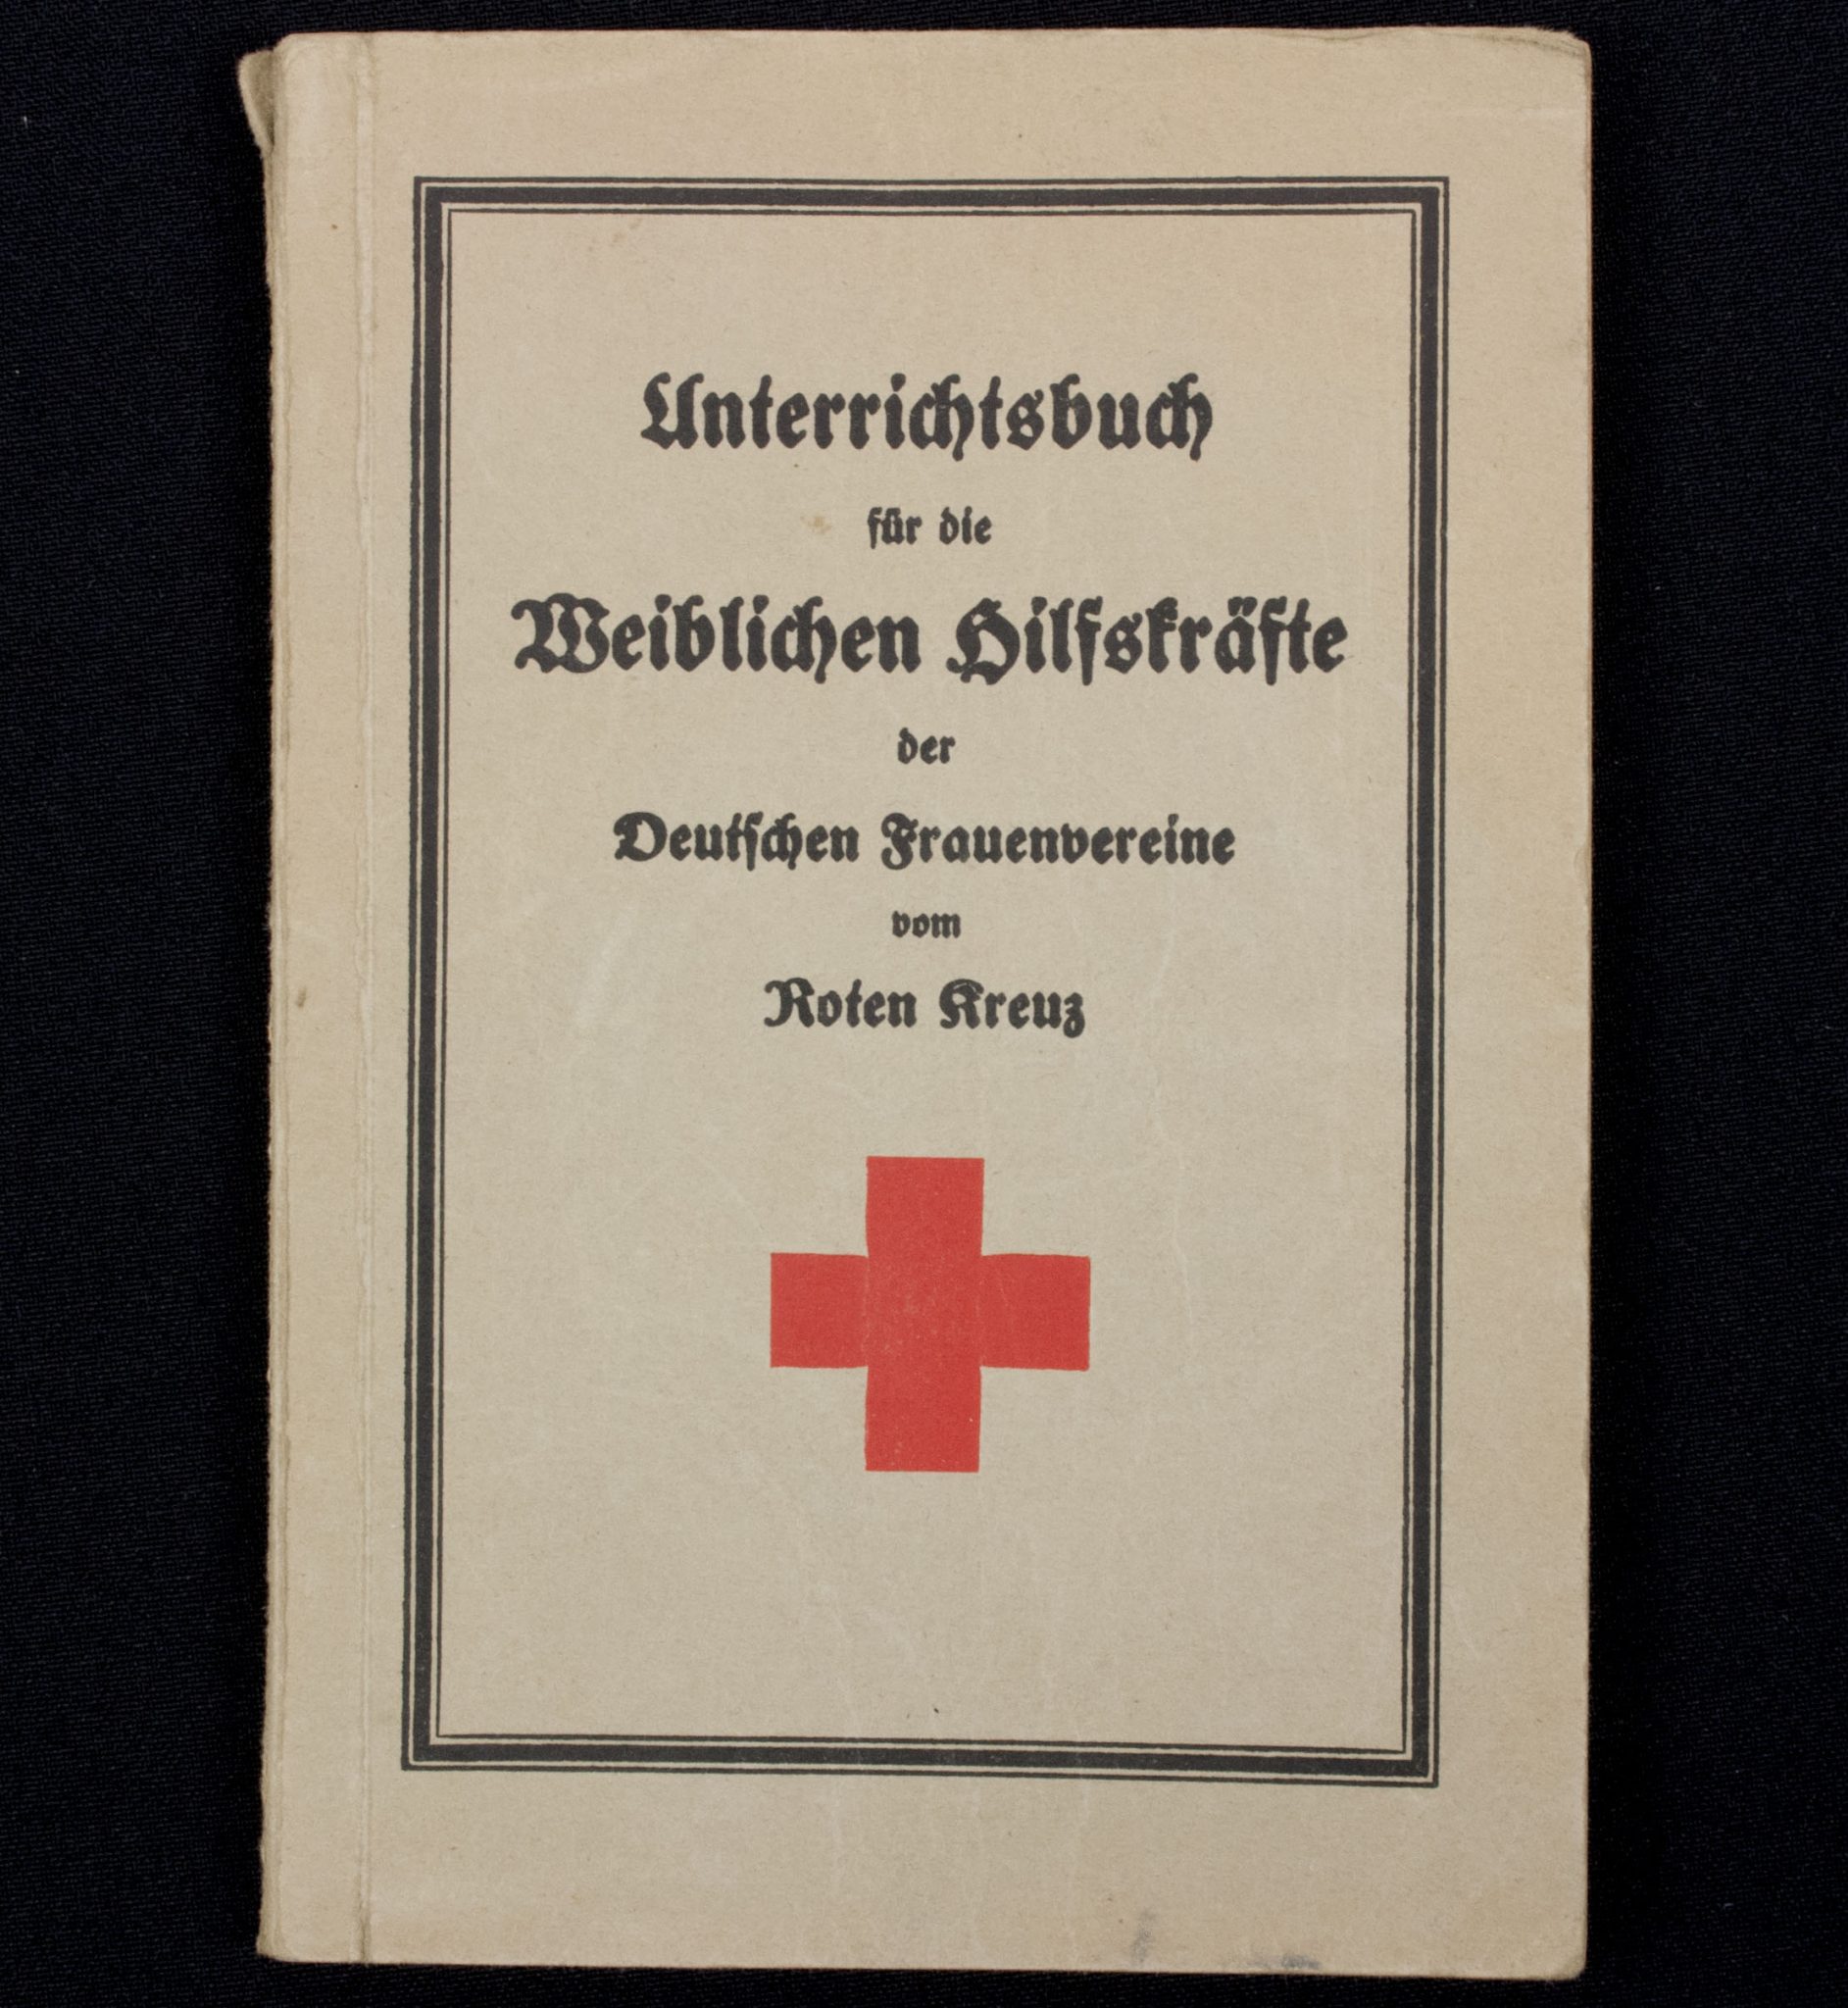 Unterrichtsbuch
für die
Weiblichen Hilfskräfte
der
Deutschen Frauenvereine
vom
Roten Kreuz